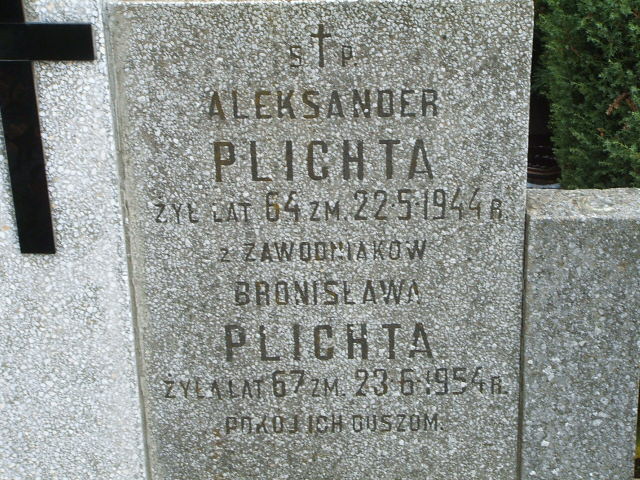 Ś † P.
ALEKSANDER
PLICHTA
ŻYŁ LAT 64 ZM. 22·5·1944 R.
z ZAWODNIAKÓW
BRONISŁAWA
PLICHTA
ŻYŁA LAT 67 ZM. 23·6·1954 R.
POKÓJ ICH DUSZOM.